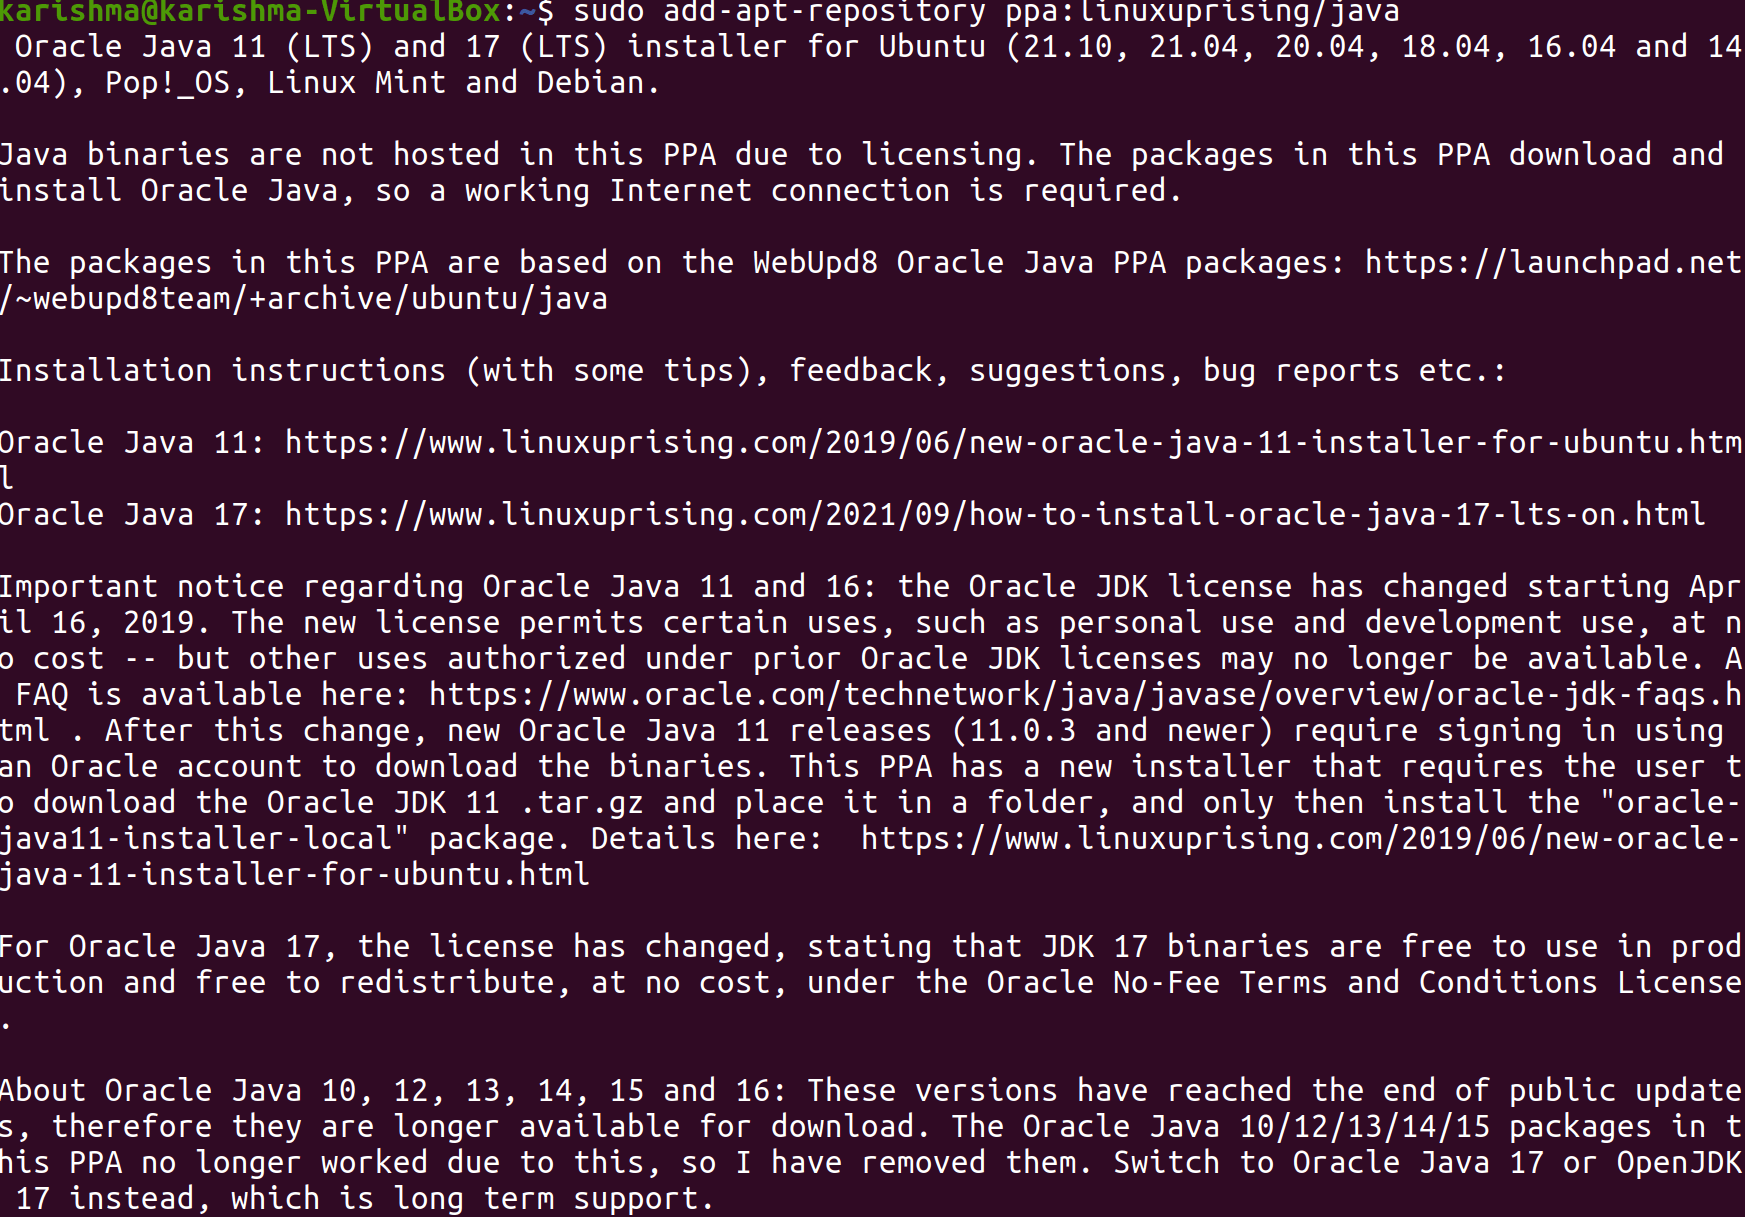 karishma@karishma-VirtualBox:~$ sudo add-apt-repository ppa:linuxuprising/java
 Oracle Java 11 (LTS) and 17 (LTS) installer for Ubuntu (21.10, 21.04, 20.04, 18.04, 16.04 and 14
.04), Pop!_OS, Linux Mint and Debian.

Java binaries are not hosted in this PPA due to licensing. The packages in this PPA download and
install Oracle Java, so a working Internet connection is required.

The packages in this PPA are based on the WebUpd8 Oracle Java PPA packages: https://launchpad.net
/~webupd8team/+archive/ubuntu/java

Installation instructions (with some tips), feedback, suggestions, bug reports etc.:

Oracle Java 11: https://www.linuxuprising.com/2019/06/new-oracle-java-11-installer-for-ubuntu.htm
l
Oracle Java 17: https://www.linuxuprising.com/2021/09/how-to-install-oracle-java-17-lts-on.html

Important notice regarding Oracle Java 11 and 16: the Oracle JDK license has changed starting Apr
il 16, 2019. The new license permits certain uses, such as personal use and development use, at n
o cost -- but other uses authorized under prior Oracle JDK licenses may no longer be available. A
 FAQ is available here: https://www.oracle.com/technetwork/java/javase/overview/oracle-jdk-faqs.h
tml . After this change, new Oracle Java 11 releases (11.0.3 and newer) require signing in using
an Oracle account to download the binaries. This PPA has a new installer that requires the user t
o download the Oracle JDK 11 .tar.gz and place it in a folder, and only then install the "oracle-
java11-installer-local" package. Details here:  https://www.linuxuprising.com/2019/06/new-oracle-
java-11-installer-for-ubuntu.html

For Oracle Java 17, the license has changed, stating that JDK 17 binaries are free to use in prod
uction and free to redistribute, at no cost, under the Oracle No-Fee Terms and Conditions License
.

About Oracle Java 10, 12, 13, 14, 15 and 16: These versions have reached the end of public update
s, therefore they are longer available for download. The Oracle Java 10/12/13/14/15 packages in t
his PPA no longer worked due to this, so I have removed them. Switch to Oracle Java 17 or OpenJDK
 17 instead, which is long term support.